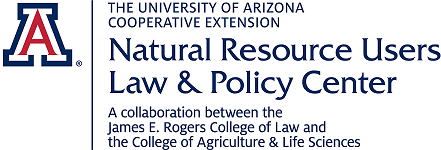 A®
THE UNIVERSITY OF ARIZONA
COOPERATIVE EXTENSION
Natural Resource Users
Law & Policy Center
A collaboration between the
James E. Rogers College of Law and
the College of Agriculture & Life Sciences